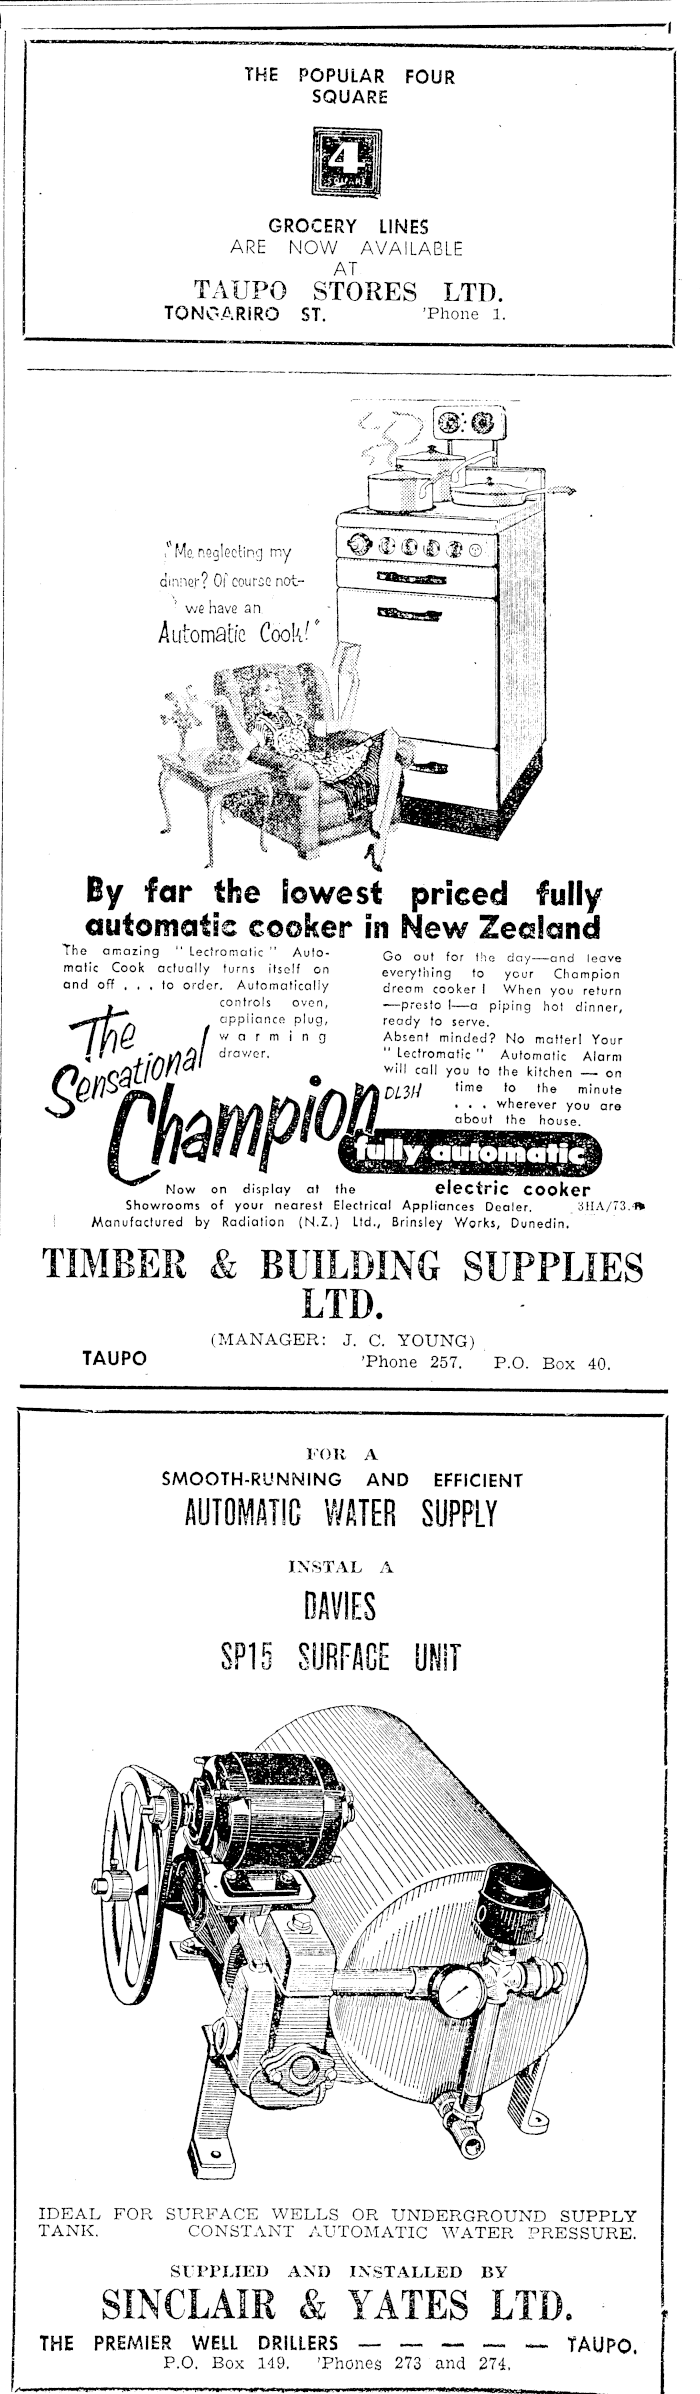 THE POPULAR FOUR
SQUARE
4
SQUARE
GROCERY LINES
ARE NOW AVAILABLE
AT
TAUPO STORES LTD.
TONGARIRO ST. 'Phone 1.
"Me neglecting my
dinner? Of course not—
we have an
Automatic Cook!"
By far the lowest priced fully
automatic cooker in New Zealand
The amazing "Lectromatic" Auto-
matic Cook actually turns itself on
and off . . . to order. Automatically
controls oven,
appliance plug,
warming
drawer.
Go out for the day—and leave
everything to your Champion
dream cooker! When you return
—presto!—a piping hot dinner,
ready to serve.
Absent minded? No matter! Your
"Lectromatic" Automatic Alarm
will call you to the kitchen — on
time to the minute
. . . wherever you are
about the house.
DL3H
The
Sensational
Champion
fully automatic
electric cooker
Now on display at the
Showrooms of your nearest Electrical Appliances Dealer. 3HA/73.
Manufactured by Radiation (N.Z.) Ltd., Brinsley Works, Dunedin.
TIMBER & BUILDING SUPPLIES
LTD.
(MANAGER: J. C. YOUNG)
TAUPO 'Phone 257. P.O. Box 40.
FOR A
SMOOTH-RUNNING AND EFFICIENT
AUTOMATIC WATER SUPPLY
INSTAL A
DAVIES
SP15 SURFACE UNIT
IDEAL FOR SURFACE WELLS OR UNDERGROUND SUPPLY
TANK. CONSTANT AUTOMATIC WATER PRESSURE.
SUPPLIED AND INSTALLED BY
SINCLAIR & YATES LTD.
THE PREMIER WELL DRILLERS — — — — — TAUPO.
P.O. Box 149. 'Phones 273 and 274.